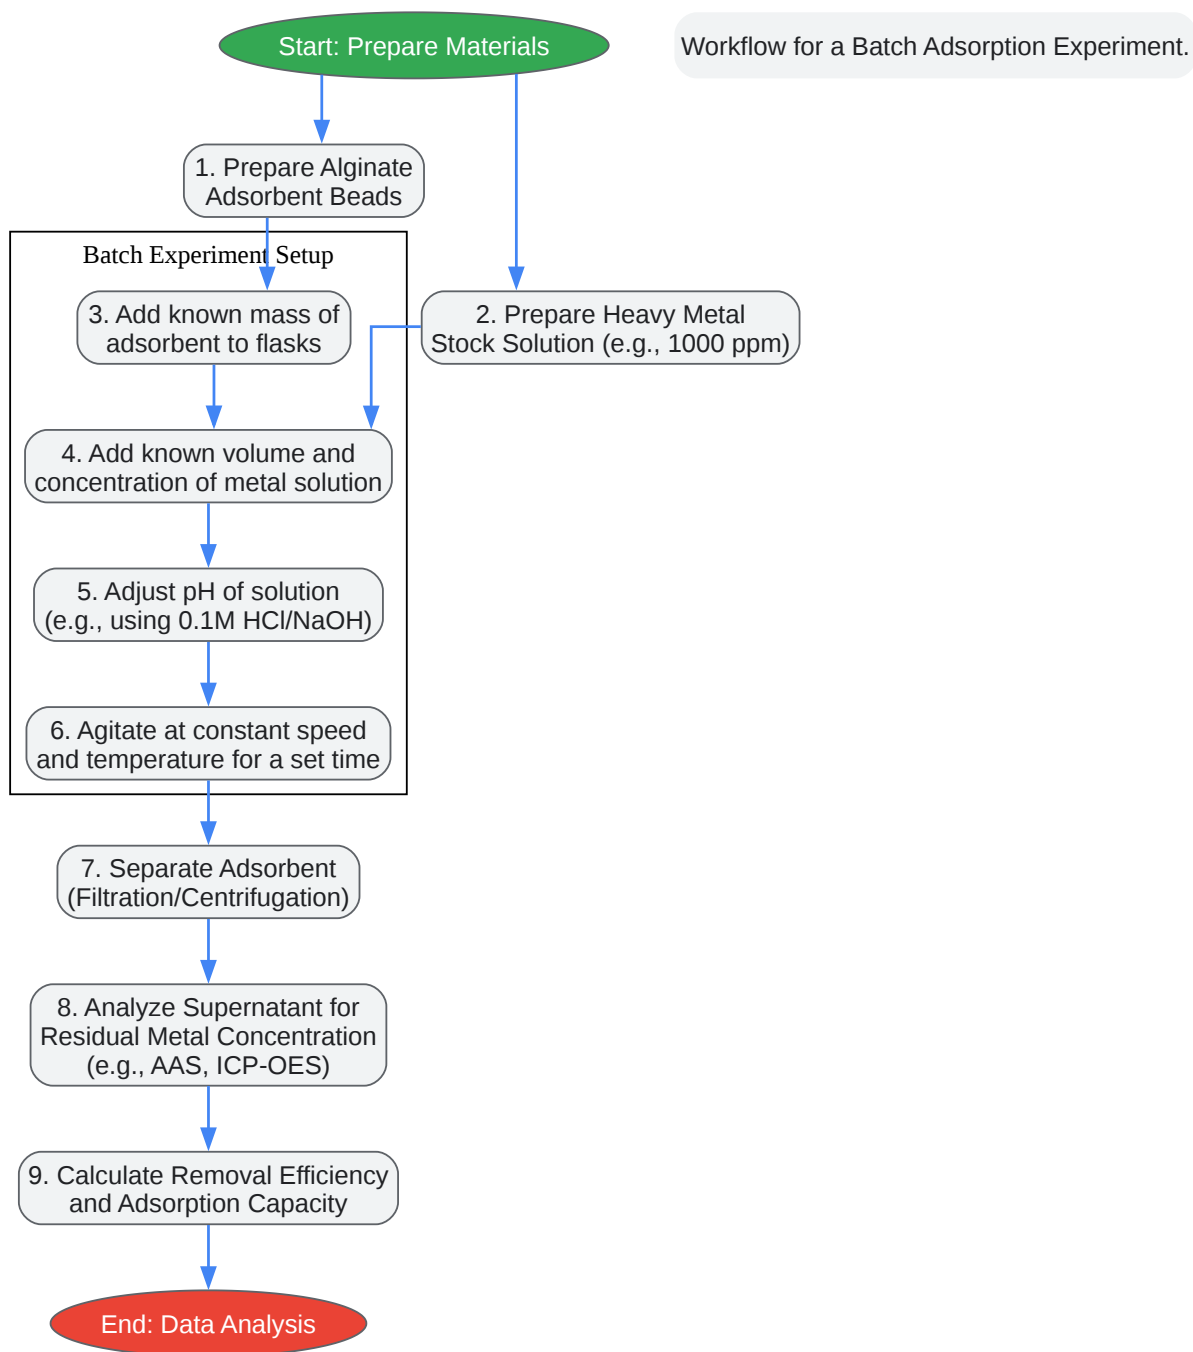 Start: Prepare Materials
Workflow for a Batch Adsorption Experiment.
1. Prepare Alginate
Adsorbent Beads
Batch Experiment Setup
3. Add known mass of
adsorbent to flasks
2. Prepare Heavy Metal
Stock Solution (e.g., 1000 ppm)
4. Add known volume and
concentration of metal solution
5. Adjust pH of solution
(e.g., using 0.1M HCl/NaOH)
6. Agitate at constant speed
and temperature for a set time
7. Separate Adsorbent
(Filtration/Centrifugation)
8. Analyze Supernatant for
Residual Metal Concentration
(e.g., AAS, ICP-OES)
9. Calculate Removal Efficiency
and Adsorption Capacity
End: Data Analysis